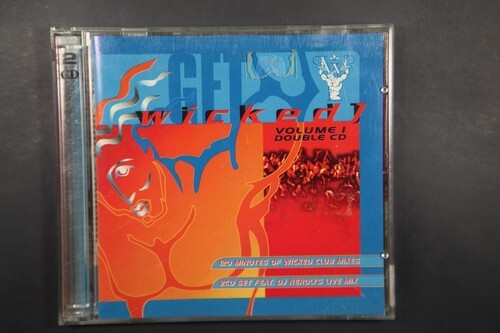 2
CD
GET
wicked!
VOLUME 1
DOUBLE CD
120 MINUTES OF WICKED CLUB MIXES
2CD SET FEAT. DJ NEROLI'S LIVE MIX